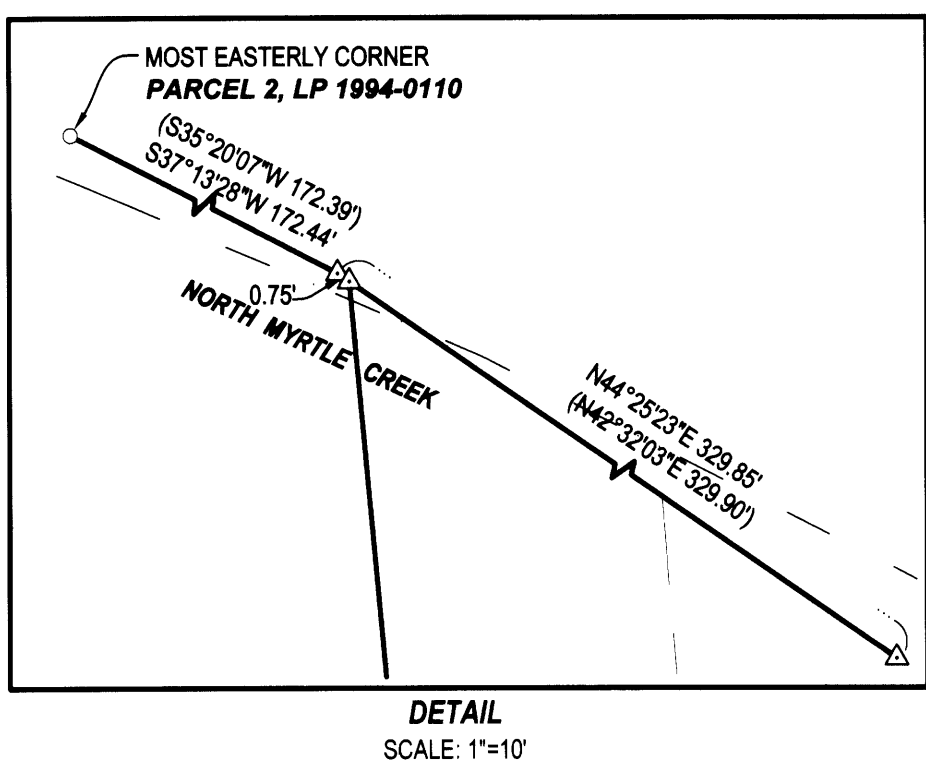 MOST EASTERLY CORNER
PARCEL 2, LP 1994-0110
(S35°20'07"W 172.39')
S37°13'28"W 172.44'
0.75'
NORTH MYRTLE CREEK
N44°25'23"E 329.85'
(N42°32'03"E 329.90')
DETAIL
SCALE: 1"=10'